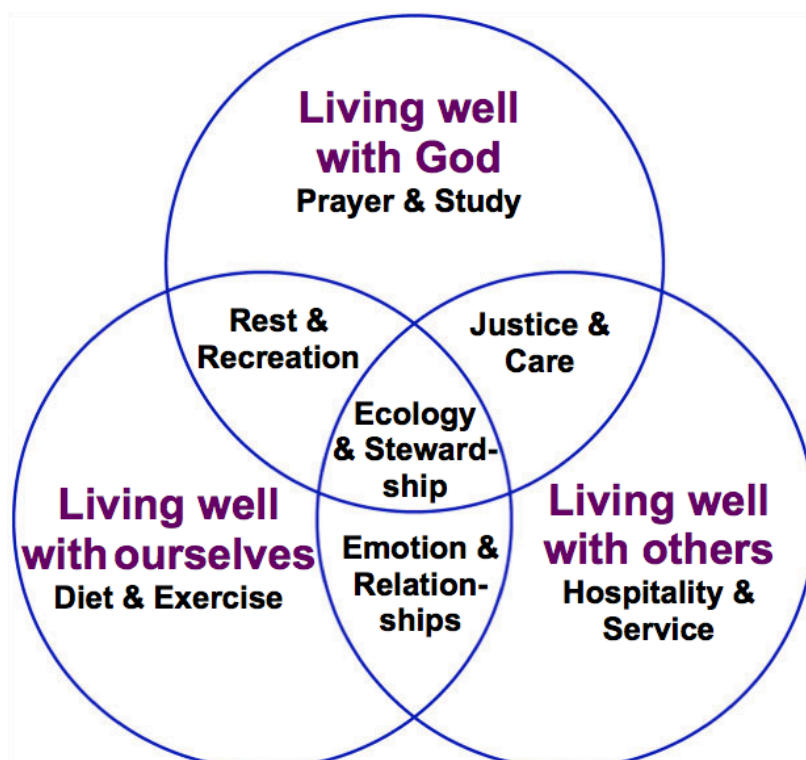 Living well
with God
Prayer & Study
Rest &
Recreation
Justice &
Care
Ecology
& Steward-
ship
Living well
with ourselves
Diet & Exercise
Emotion &
Relation-
ships
Living well
with others
Hospitality &
Service